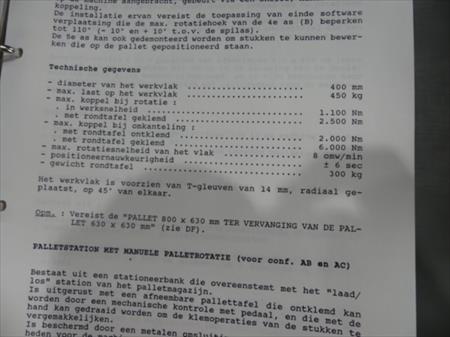 koppeling.
De installatie ervan vereist de toepassing van einde software
verplaatsing die de max. rotatiehoek van de 4e as (B) beperken
tot 110° (- 10° en + 10° t.o.v. de spilas).
De 5e as kan ook gedemonteerd worden om stukken te kunnen bewer-
ken die op de pallet gepositioneerd staan.
Technische gegevens
- diameter van het werkvlak ........................ 400 mm
- max. last op het werkvlak ........................ 450 kg
- max. koppel bij rotatie :
. in werksnelheid ........................ 1.100 Nm
. met rondtafel geklemd ........................ 2.500 Nm
- max. koppel bij omkanteling :
. met rondtafel ontklemd ........................ 2.000 Nm
. met rondtafel geklemd ........................ 6.000 Nm
- max. rotatiesnelheid van het vlak ................ 8 omw/min
- positioneernauwkeurigheid ........................ ± 6 sec
- gewicht rondtafel ........................ 300 kg
Het werkvlak is voorzien van T-gleuven van 14 mm, radiaal ge-
plaatst, op 45° van elkaar.
Opm. : Vereist de "PALLET 800 x 630 mm TER VERVANGING VAN DE PAL-
LET 630 x 630 mm" (zie DF).
PALLETSTATION MET MANUELE PALLETROTATIE (voor conf. AB en AC)
Bestaat uit een stationeerbank die overeenstemt met het "laad/
los" station van het palletmagazijn.
Is uitgerust met een afneembare pallettafel die ontklemd kan
worden door een mechanische kontrole met pedaal, en die met de
hand kan gedraaid worden om de klemoperaties van de stukken te
vergemakkelijken.
Is beschermd door een metalen